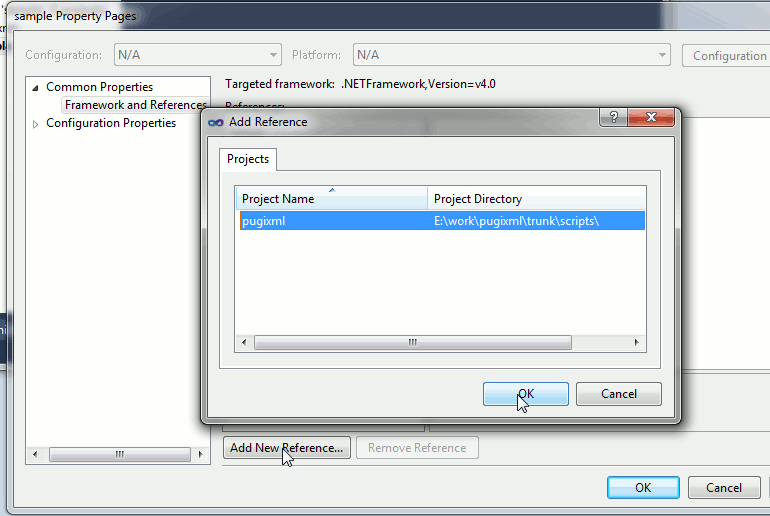 sample Property Pages
Configuration: N/A Platform: N/A Configuration
Common Properties
Framework and References
Configuration Properties
Targeted framework: .NETFramework,Version=v4.0
References:
Add Reference
Projects
Project Name Project Directory
pugixml E:\work\pugixml\trunk\scripts\
OK Cancel
Add New Reference... Remove Reference
OK Cancel